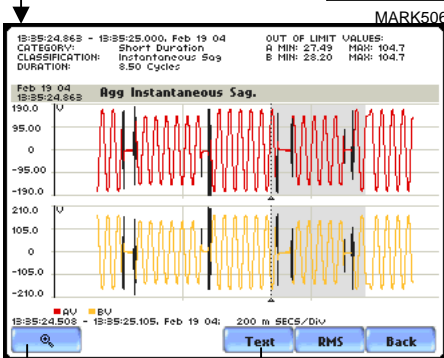 MARK506
13:35:24.863 - 13:35:25.000, Feb 19 04
OUT OF LIMIT VALUES:
CATEGORY: Short Duration
A MIN: 27.49 MAX: 104.7
CLASSIFICATION: Instantaneous Sag
B MIN: 28.20 MAX: 104.7
DURATION: 8.50 Cycles
Feb 19 04
13:35:24.863
Agg Instantaneous Sag.
190.0
V
95.00
0
-95.00
-190.0
210.0
V
105.0
0
-105.0
-210.0
AV BV
13:35:24.508 - 13:35:25.105, Feb 19 04; 200 m SECS/Div
Text RMS Back